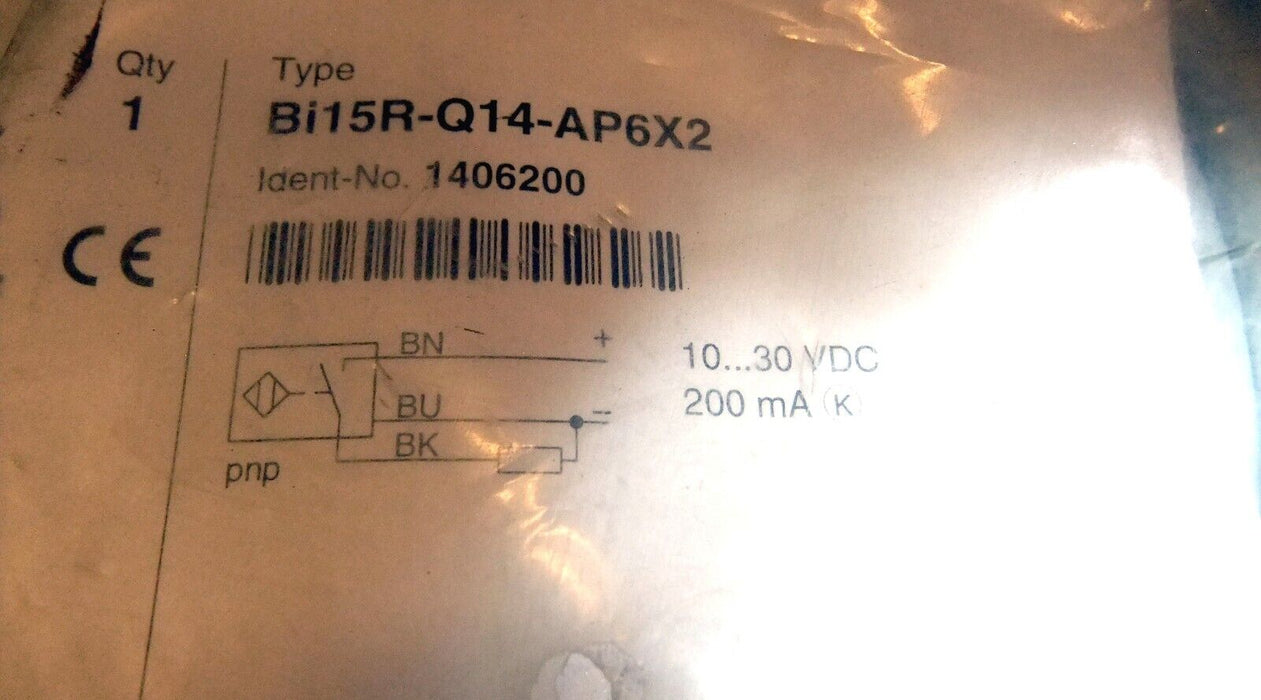 Qty
1
Type
Bi15R-Q14-AP6X2
Ident-No. 1406200
CE
BN +
BU −
BK
pnp
10...30 VDC
200 mA Ⓚ